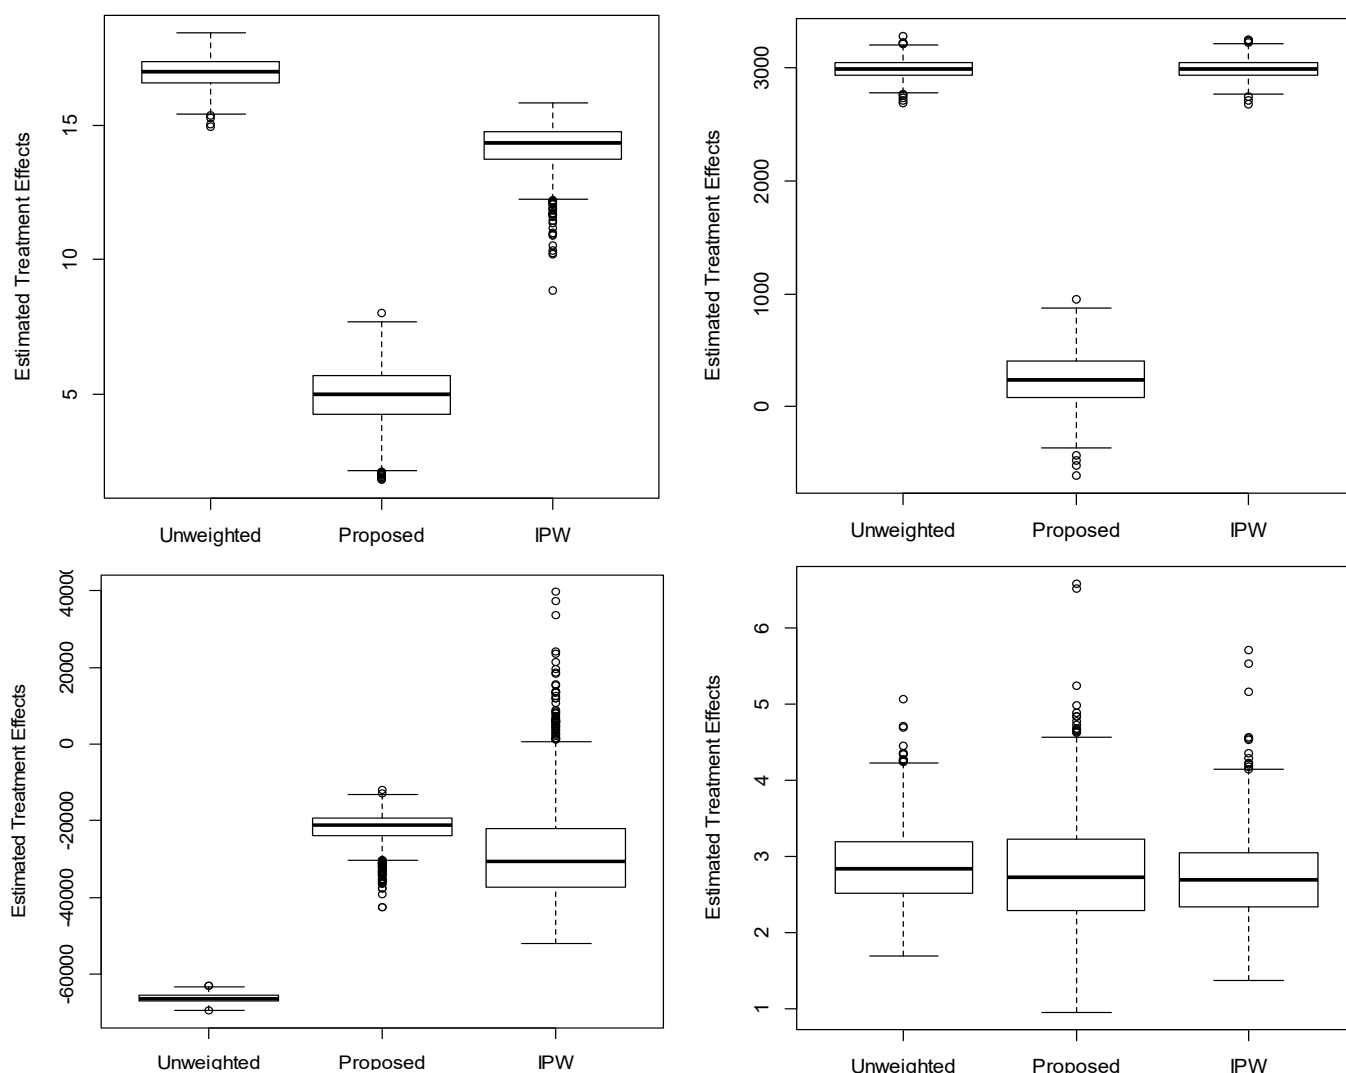 Estimated Treatment Effects
15
10
5
Unweighted Proposed IPW
Estimated Treatment Effects
3000
2000
1000
0
Unweighted Proposed IPW
Estimated Treatment Effects
40000
20000
0
-20000
-40000
-60000
Unweighted Proposed IPW
Estimated Treatment Effects
6
5
4
3
2
1
Unweighted Proposed IPW